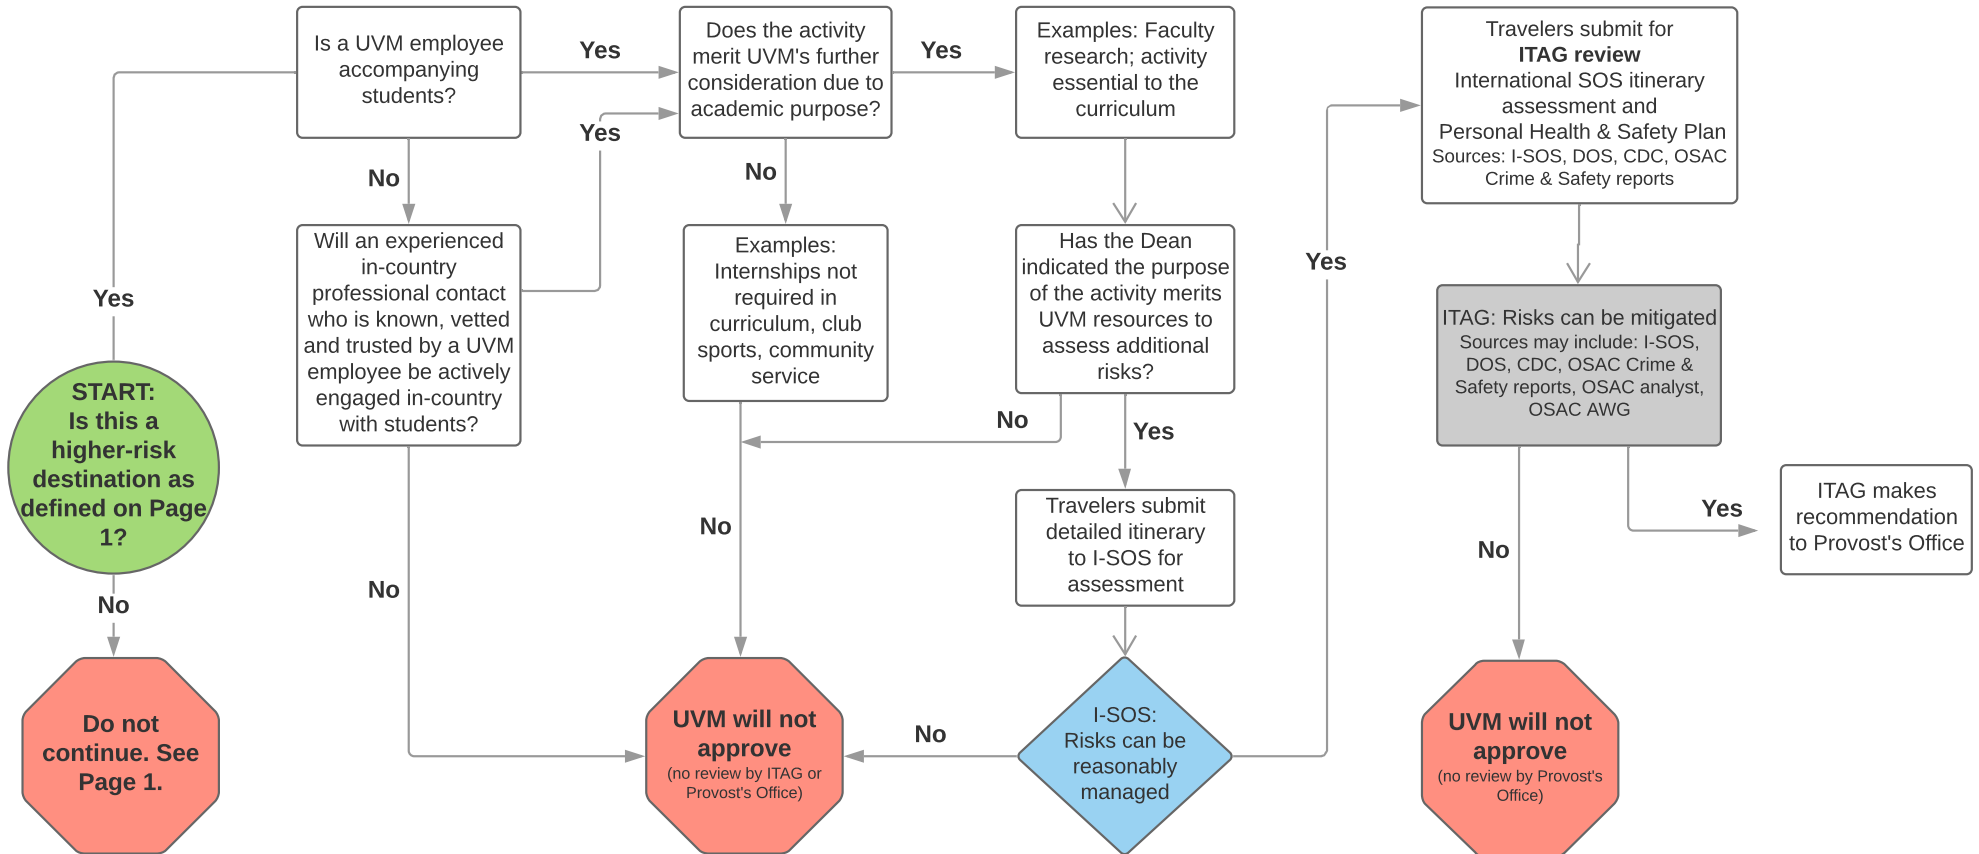 START:
Is this a
higher-risk
destination as
defined on Page
1?
Yes
No
Do not
continue. See
Page 1.
Is a UVM employee
accompanying
students?
Yes
No
Will an experienced
in-country
professional contact
who is known, vetted
and trusted by a UVM
employee be actively
engaged in-country
with students?
Yes
No
Does the activity
merit UVM's further
consideration due to
academic purpose?
Yes
No
Examples:
Internships not
required in
curriculum, club
sports, community
service
No
UVM will not
approve
(no review by ITAG or
Provost's Office)
Examples: Faculty
research; activity
essential to the
curriculum
Has the Dean
indicated the purpose
of the activity merits
UVM resources to
assess additional
risks?
No
Yes
Travelers submit
detailed itinerary
to I-SOS for
assessment
I-SOS:
Risks can be
reasonably
managed
No
Yes
Travelers submit for
ITAG review
International SOS itinerary
assessment and
Personal Health & Safety Plan
Sources: I-SOS, DOS, CDC, OSAC
Crime & Safety reports
ITAG: Risks can be mitigated
Sources may include: I-SOS,
DOS, CDC, OSAC Crime &
Safety reports, OSAC analyst,
OSAC AWG
No
Yes
UVM will not
approve
(no review by Provost's
Office)
ITAG makes
recommendation
to Provost's Office